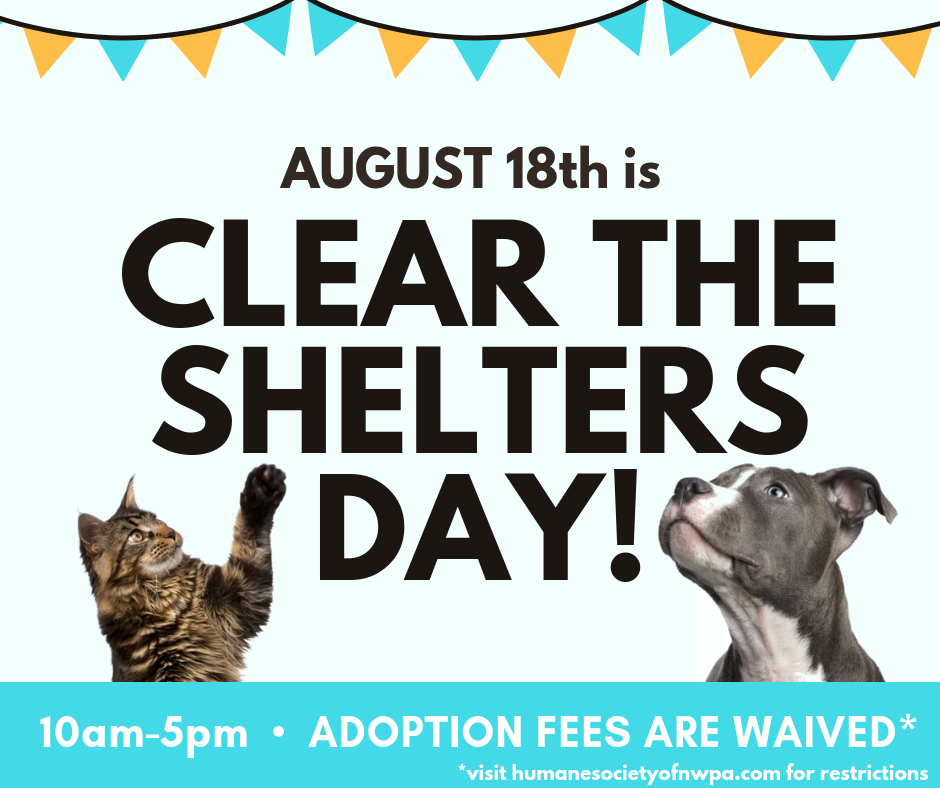 AUGUST 18th is
CLEAR THE
SHELTERS
DAY!
10am-5pm • ADOPTION FEES ARE WAIVED*
*visit humanesocietyofnwpa.com for restrictions